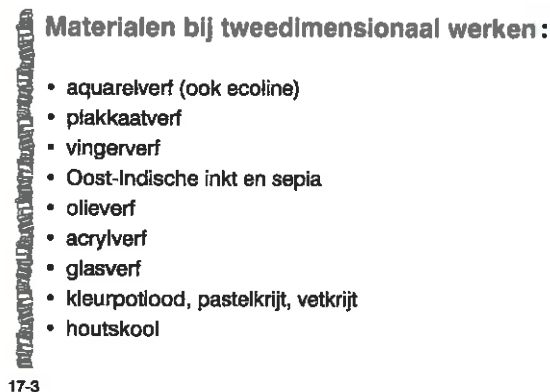 Materialen bij tweedimensionaal werken:
• aquarelverf (ook ecoline)
• plakkaatverf
• vingerverf
• Oost-Indische inkt en sepia
• olieverf
• acrylverf
• glasverf
• kleurpotlood, pastelkrijt, vetkrijt
• houtskool
17-3